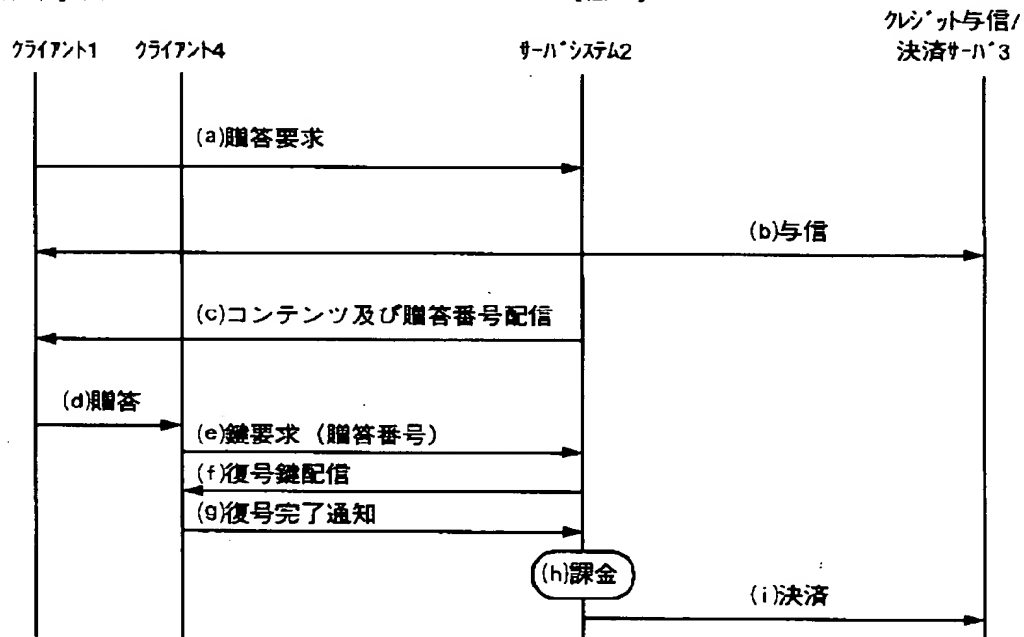 クレジット与信/
クライアント1 クライアント4 サーバシステム2 決済サーバ3
(a)贈答要求
(b)与信
(c)コンテンツ及び贈答番号配信
(d)贈答
(e)鍵要求(贈答番号)
(f)復号鍵配信
(g)復号完了通知
(h)課金
(i)決済